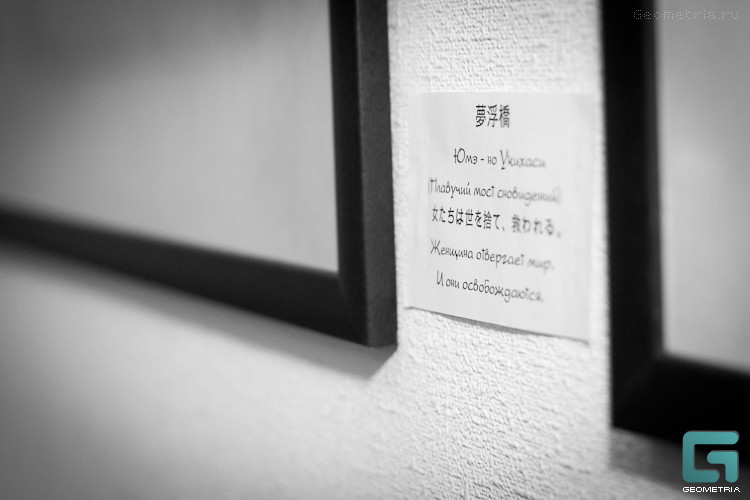 Geometria.ru
夢浮橋
Юмэ - но Укихаси
(Плавучий мост сновидений)
女たちは世を捨て、救われる。
Женщина отвергает мир.
И они освобождаются.
GEOMETRIA